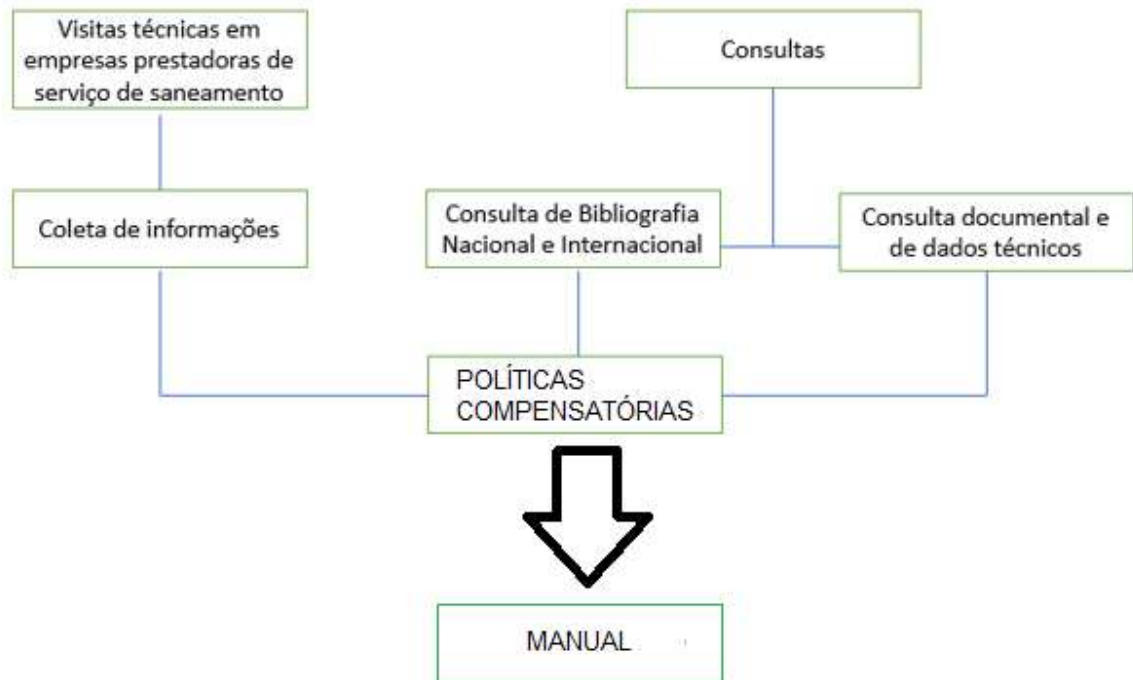 Visitas técnicas em
empresas prestadoras de
serviço de saneamento
Consultas
Coleta de informações
Consulta de Bibliografia
Nacional e Internacional
Consulta documental e
de dados técnicos
POLÍTICAS
COMPENSATÓRIAS
MANUAL